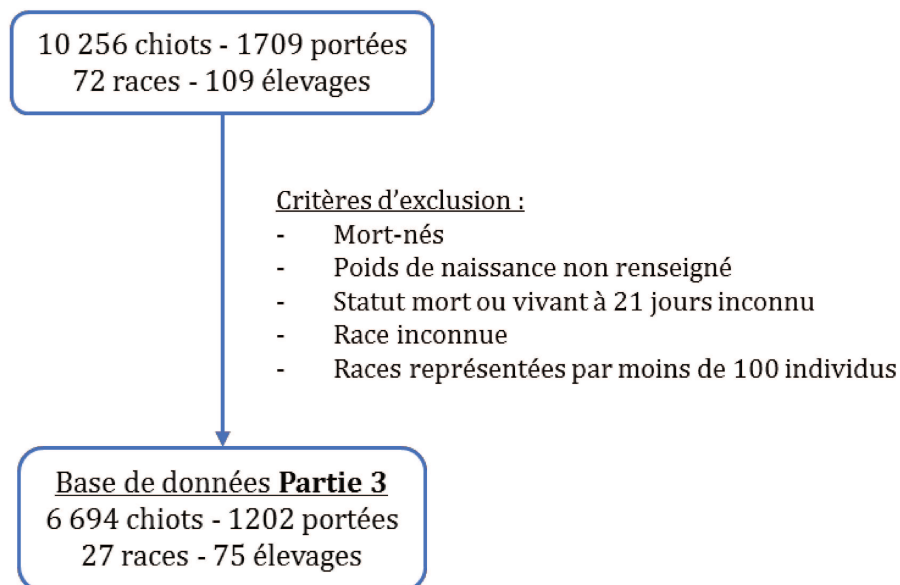 10 256 chiots - 1709 portées
72 races - 109 élevages
Critères d'exclusion :
- Mort-nés
- Poids de naissance non renseigné
- Statut mort ou vivant à 21 jours inconnu
- Race inconnue
- Races représentées par moins de 100 individus
Base de données Partie 3
6 694 chiots - 1202 portées
27 races - 75 élevages